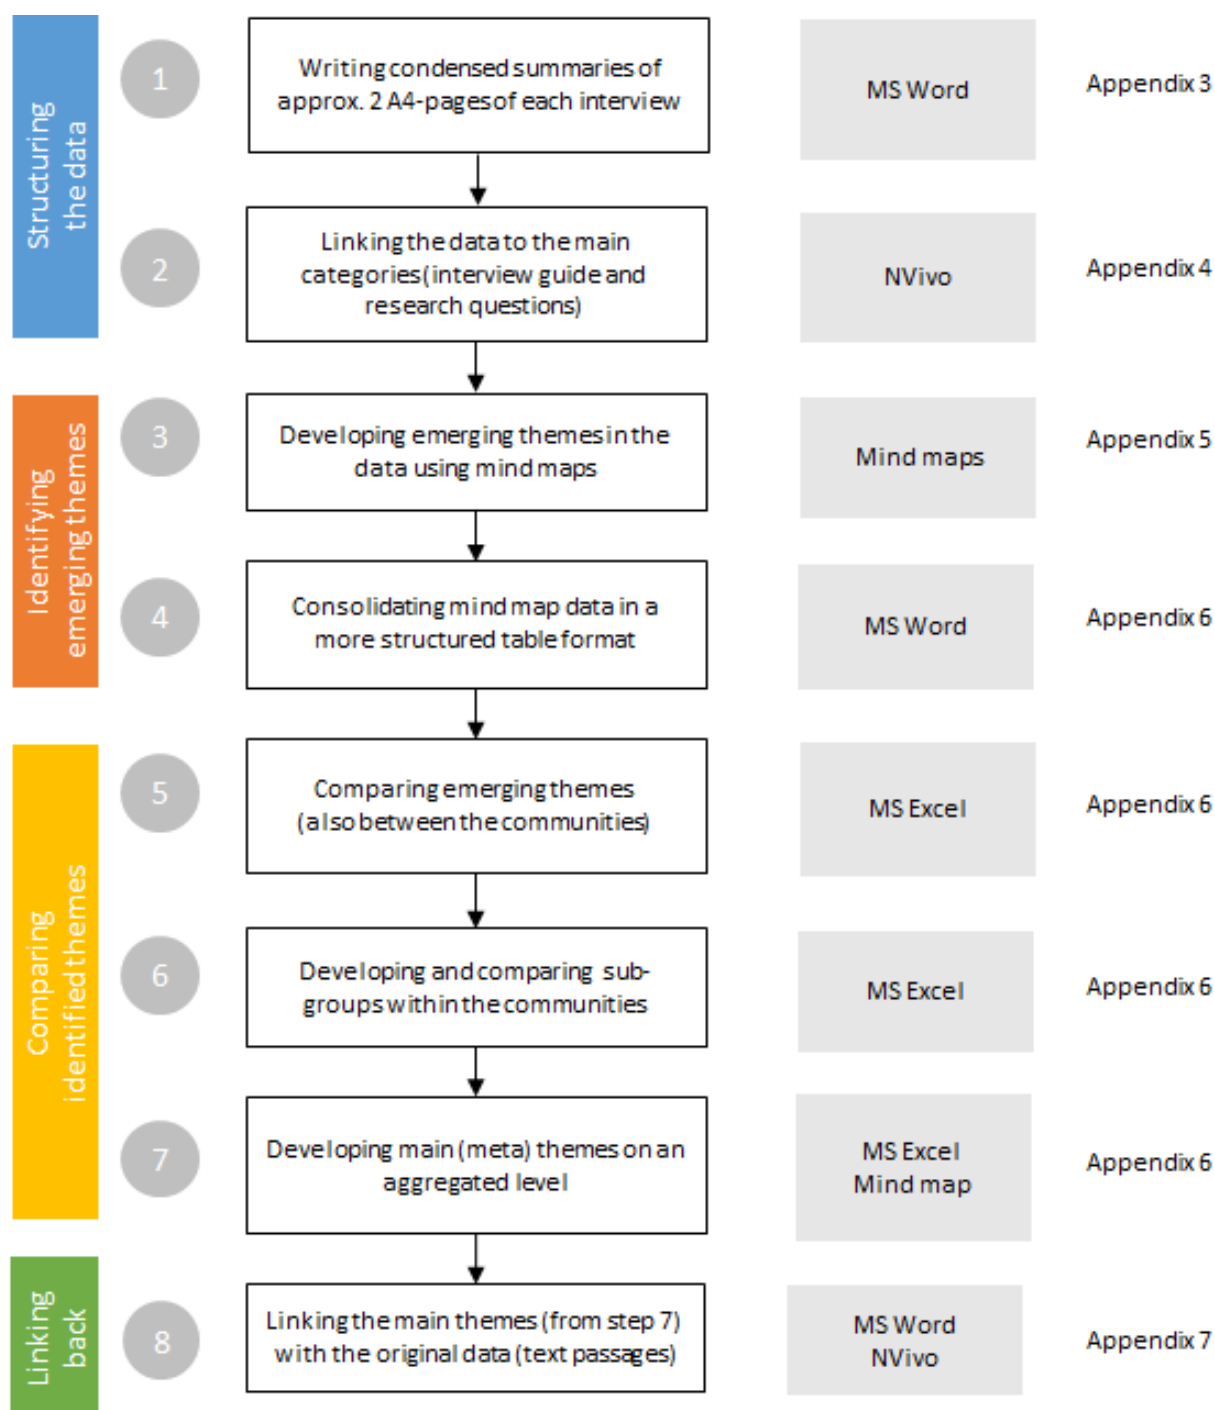 Structuring
the data
1
Writing condensed summaries of
approx. 2 A4-pages of each interview
MS Word
Appendix 3
2
Linking the data to the main
categories (interview guide and
research questions)
NVivo
Appendix 4
Identifying
emerging themes
3
Developing emerging themes in the
data using mind maps
Mind maps
Appendix 5
4
Consolidating mind map data in a
more structured table format
MS Word
Appendix 6
Comparing
identified themes
5
Comparing emerging themes
(also between the communities)
MS Excel
Appendix 6
6
Developing and comparing sub-
groups within the communities
MS Excel
Appendix 6
7
Developing main (meta) themes on an
aggregated level
MS Excel
Mind map
Appendix 6
Linking
back
8
Linking the main themes (from step 7)
with the original data (text passages)
MS Word
NVivo
Appendix 7